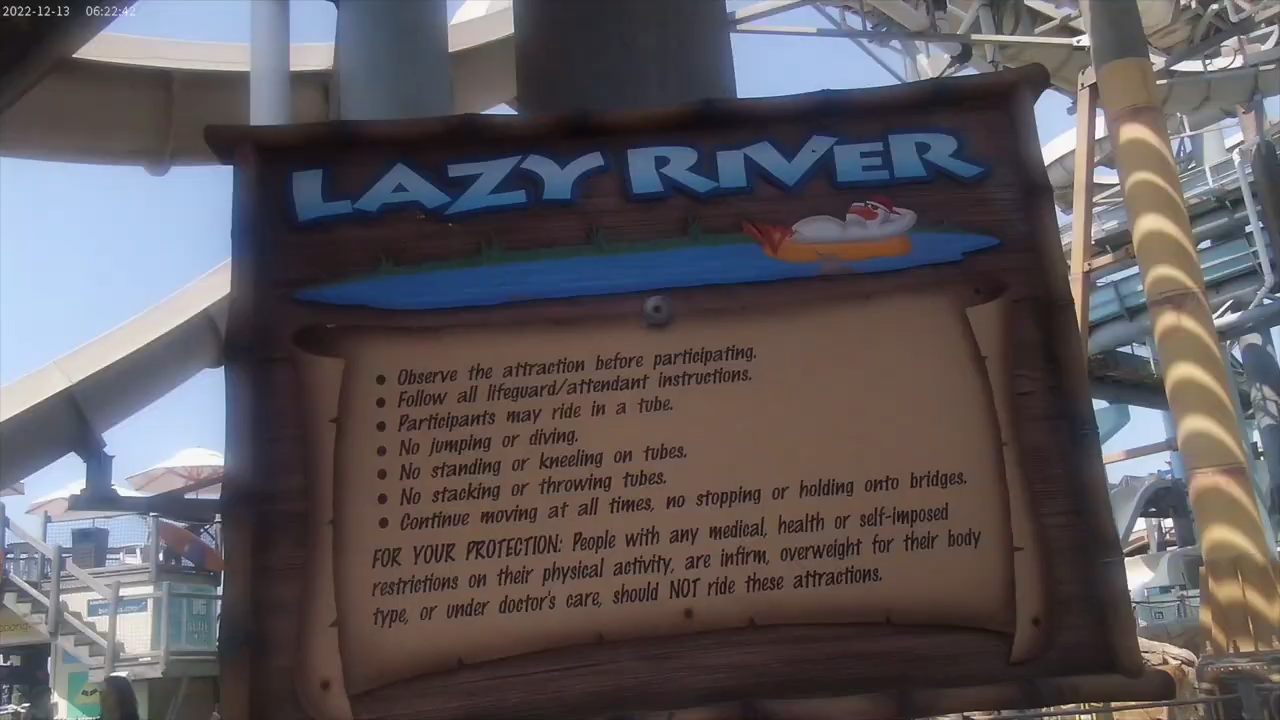 2022-12-13 06:22:42
LAZY RIVER
• Observe the attraction before participating.
• Follow all lifeguard/attendant instructions.
• Participants may ride in a tube.
• No jumping or diving.
• No standing or kneeling on tubes.
• No stacking or throwing tubes.
• Continue moving at all times, no stopping or holding onto bridges.
FOR YOUR PROTECTION: People with any medical, health or self-imposed
restrictions on their physical activity, are infirm, overweight for their body
type, or under doctor's care, should NOT ride these attractions.